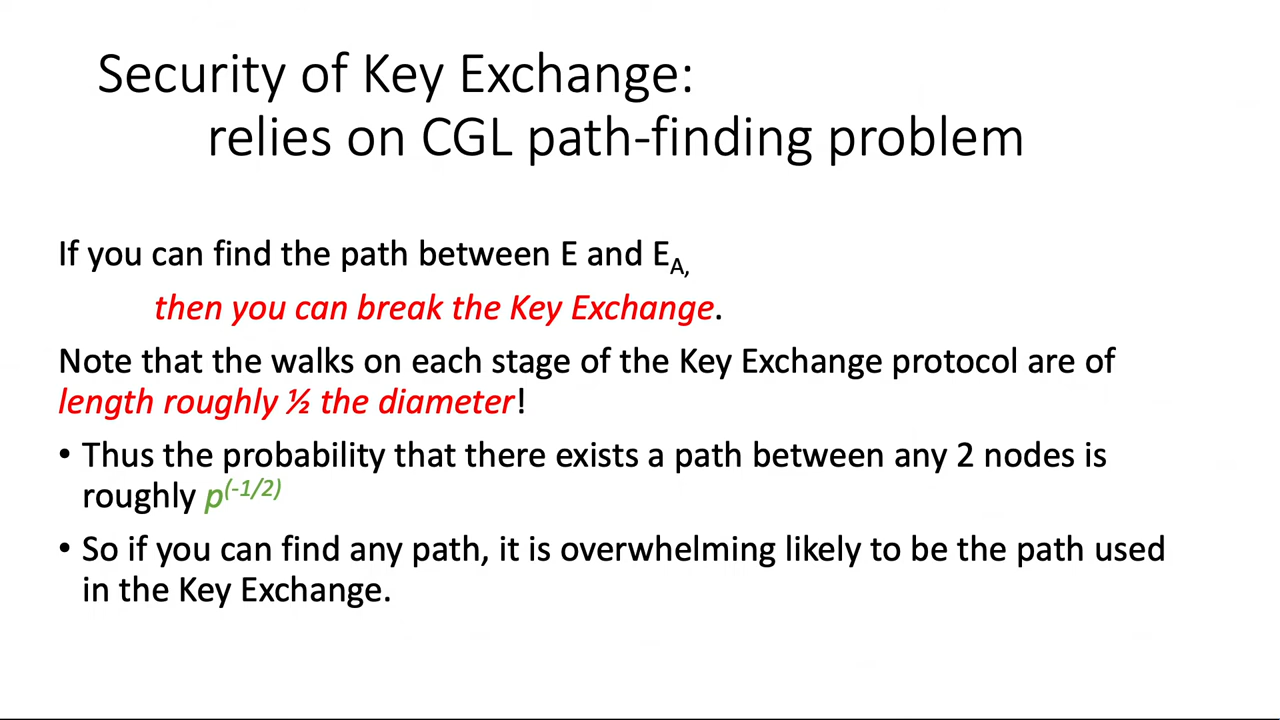 Security of Key Exchange:
relies on CGL path-finding problem
If you can find the path between E and E_A,
then you can break the Key Exchange.
Note that the walks on each stage of the Key Exchange protocol are of
length roughly ½ the diameter!
• Thus the probability that there exists a path between any 2 nodes is
roughly p^(-1/2)
• So if you can find any path, it is overwhelming likely to be the path used
in the Key Exchange.